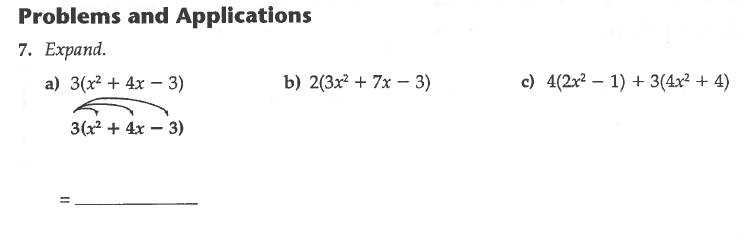 Problems and Applications
7. Expand.
a) 3(x² + 4x − 3)
b) 2(3x² + 7x − 3)
c) 4(2x² − 1) + 3(4x² + 4)
3(x² + 4x − 3)
= ____________